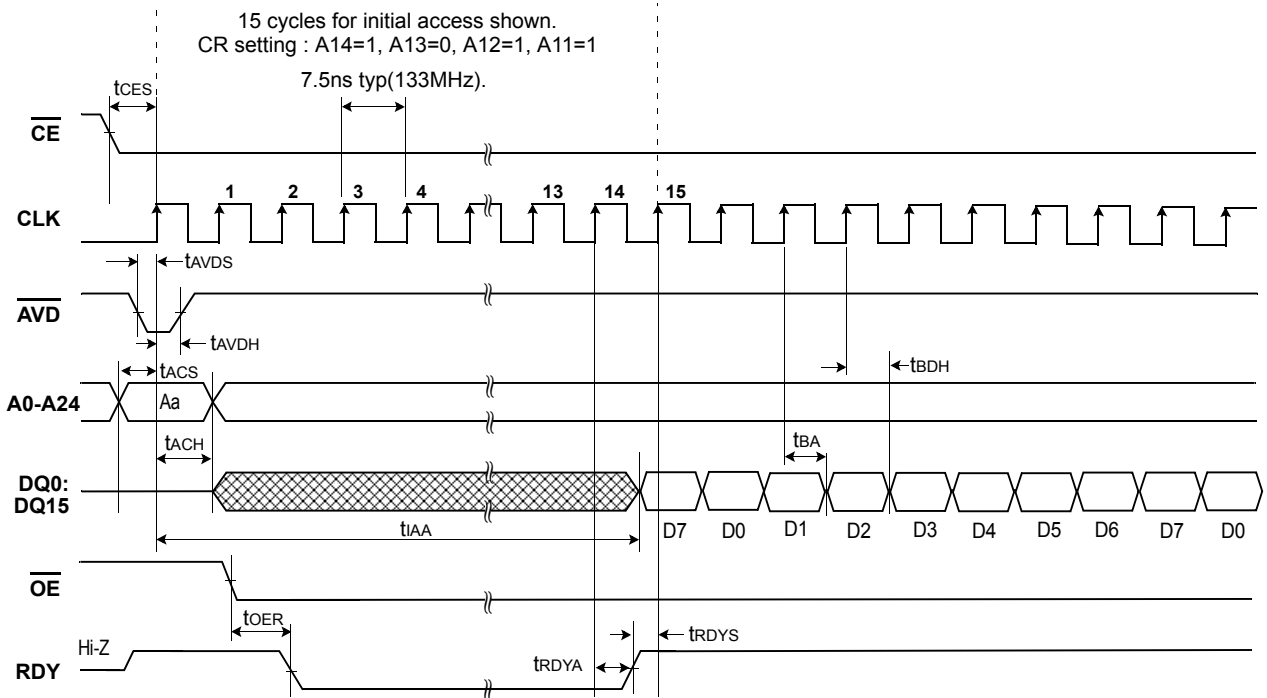 15 cycles for initial access shown.
CR setting : A14=1, A13=0, A12=1, A11=1
7.5ns typ(133MHz).
tCES
CE
1 2 3 4 13 14 15
CLK
tAVDS
AVD
tAVDH
tACS
tBDH
A0-A24
Aa
tACH
tBA
DQ0:
DQ15
tIAA
D7 D0 D1 D2 D3 D4 D5 D6 D7 D0
OE
tOER
Hi-Z
tRDYS
RDY
tRDYA